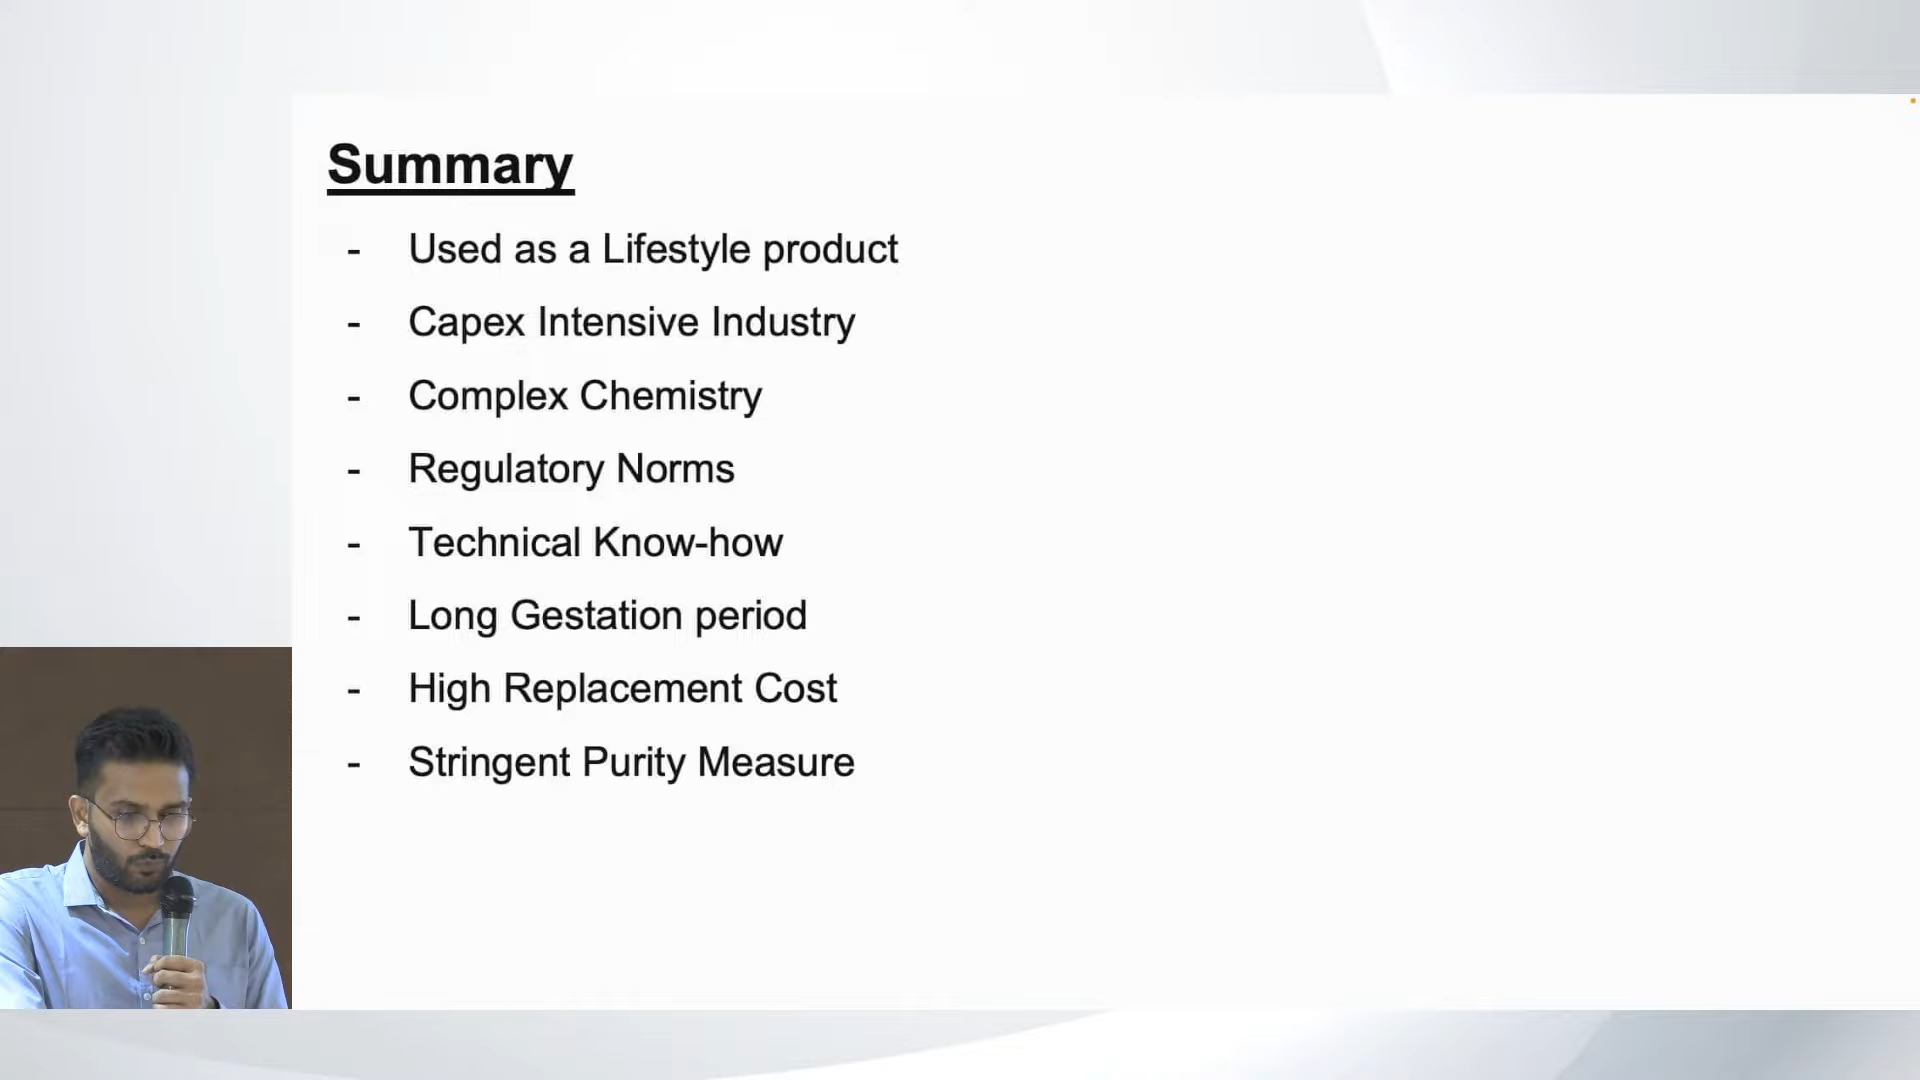 Summary
- Used as a Lifestyle product
- Capex Intensive Industry
- Complex Chemistry
- Regulatory Norms
- Technical Know-how
- Long Gestation period
- High Replacement Cost
- Stringent Purity Measure